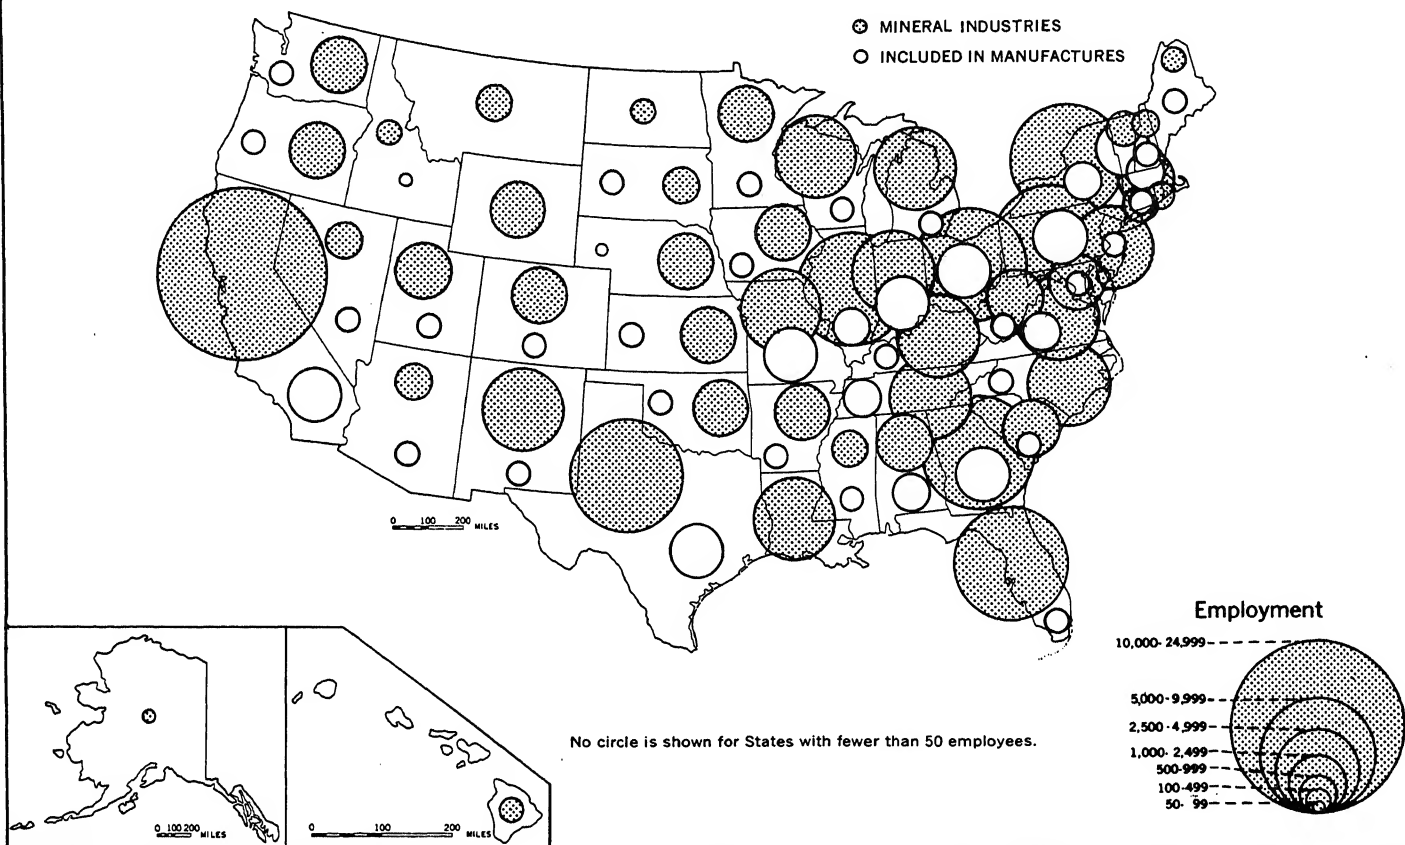 MINERAL INDUSTRIES
INCLUDED IN MANUFACTURES
0 100 200 MILES
Employment
10,000-24,999
5,000-9,999
2,500-4,999
1,000-2,499
500-999
100-499
50-99
No circle is shown for States with fewer than 50 employees.
0 100 200 MILES
0 100 200 MILES